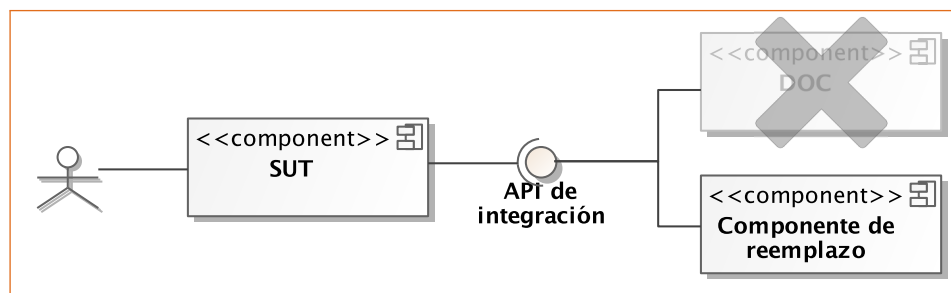 <<component>>
SUT
API de
integración
<<component>>
DOC
<<component>>
Componente de
reemplazo